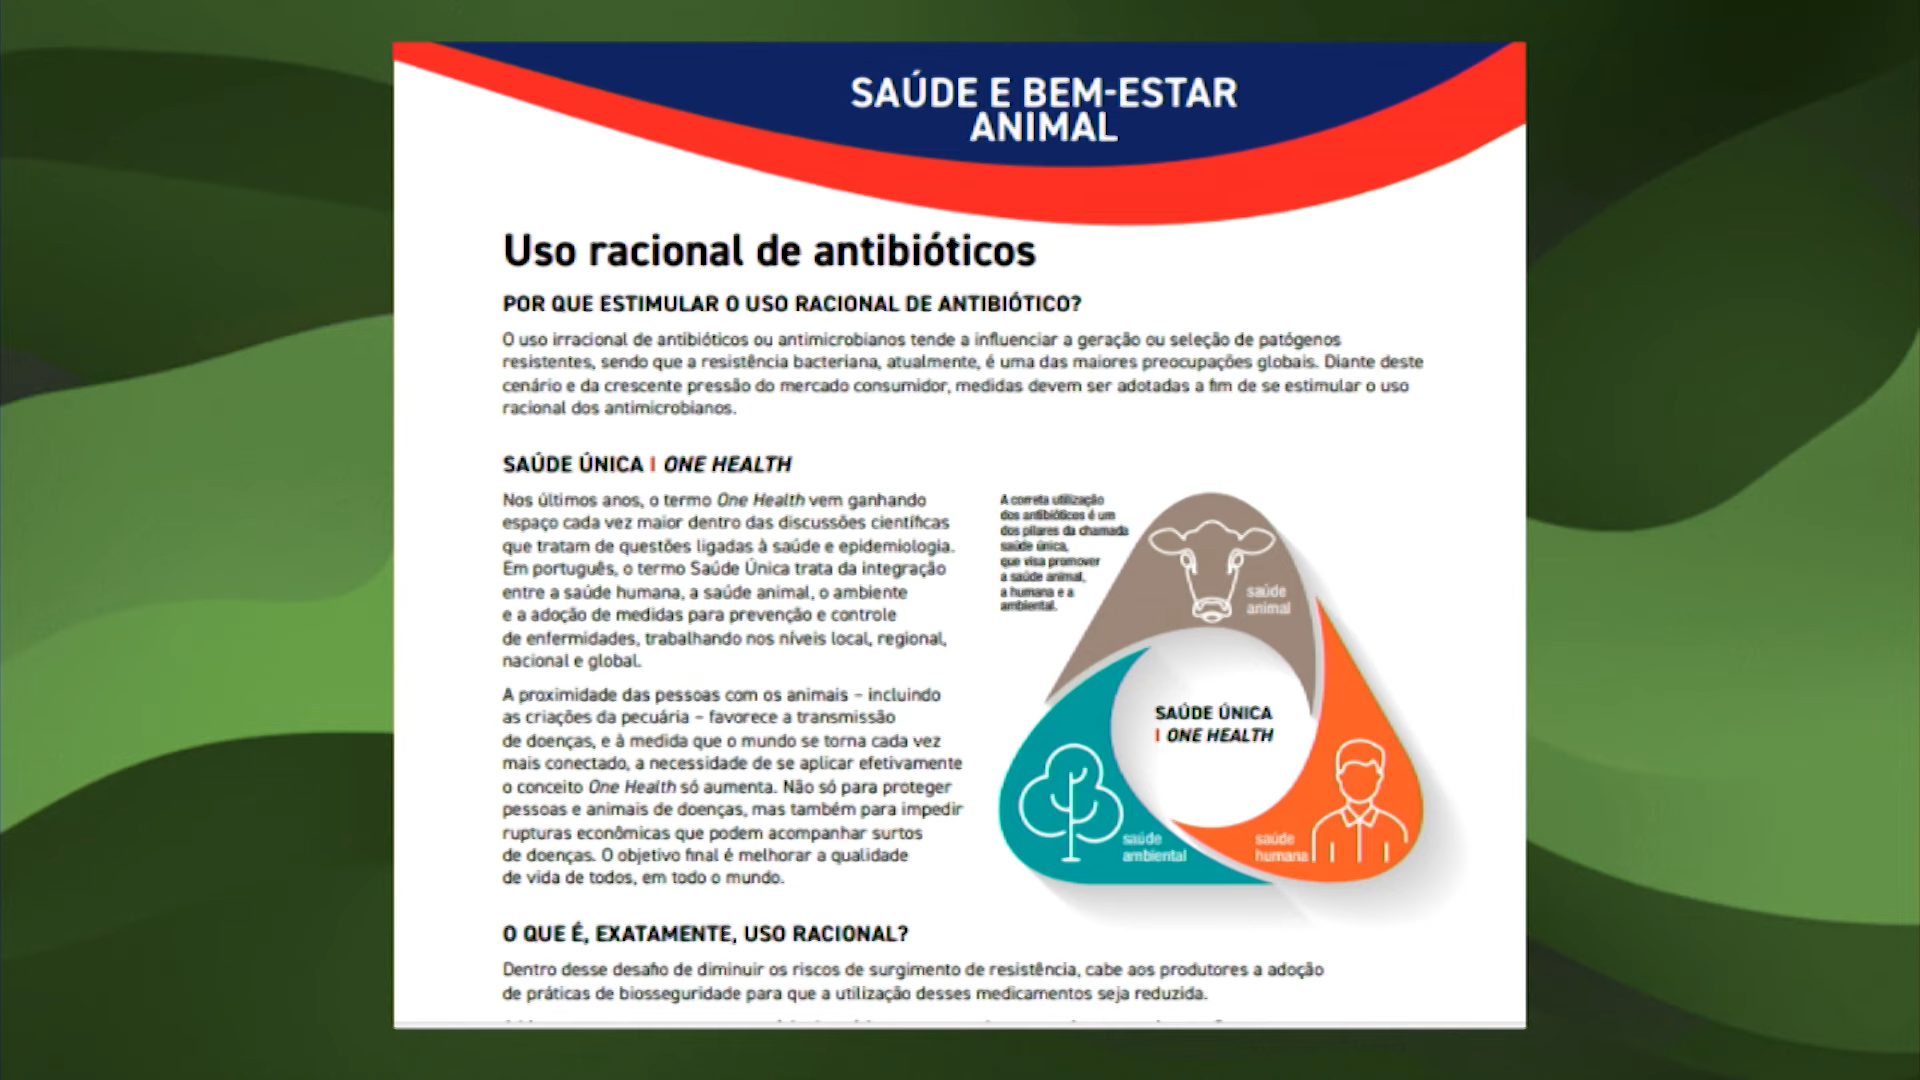 SAÚDE E BEM-ESTAR
ANIMAL
Uso racional de antibióticos
POR QUE ESTIMULAR O USO RACIONAL DE ANTIBIÓTICO?
O uso irracional de antibióticos ou antimicrobianos tende a influenciar a geração ou seleção de patógenos
resistentes, sendo que a resistência bacteriana, atualmente, é uma das maiores preocupações globais. Diante deste
cenário e da crescente pressão do mercado consumidor, medidas devem ser adotadas a fim de se estimular o uso
racional dos antimicrobianos.
SAÚDE ÚNICA | ONE HEALTH
Nos últimos anos, o termo One Health vem ganhando
espaço cada vez maior dentro das discussões científicas
que tratam de questões ligadas à saúde e epidemiologia.
Em português, o termo Saúde Única trata da integração
entre a saúde humana, a saúde animal, o ambiente
e a adoção de medidas para prevenção e controle
de enfermidades, trabalhando nos níveis local, regional,
nacional e global.
A proximidade das pessoas com os animais – incluindo
as criações da pecuária – favorece a transmissão
de doenças, e à medida que o mundo se torna cada vez
mais conectado, a necessidade de se aplicar efetivamente
o conceito One Health só aumenta. Não só para proteger
pessoas e animais de doenças, mas também para impedir
rupturas econômicas que podem acompanhar surtos
de doenças. O objetivo final é melhorar a qualidade
de vida de todos, em todo o mundo.
A correta utilização
dos antibióticos é um
dos pilares da chamada
saúde única,
que visa promover
a saúde animal,
a humana e a
ambiental.
saúde
animal
SAÚDE ÚNICA
| ONE HEALTH
saúde
ambiental
saúde
humana
O QUE É, EXATAMENTE, USO RACIONAL?
Dentro desse desafio de diminuir os riscos de surgimento de resistência, cabe aos produtores a adoção
de práticas de biosseguridade para que a utilização desses medicamentos seja reduzida.